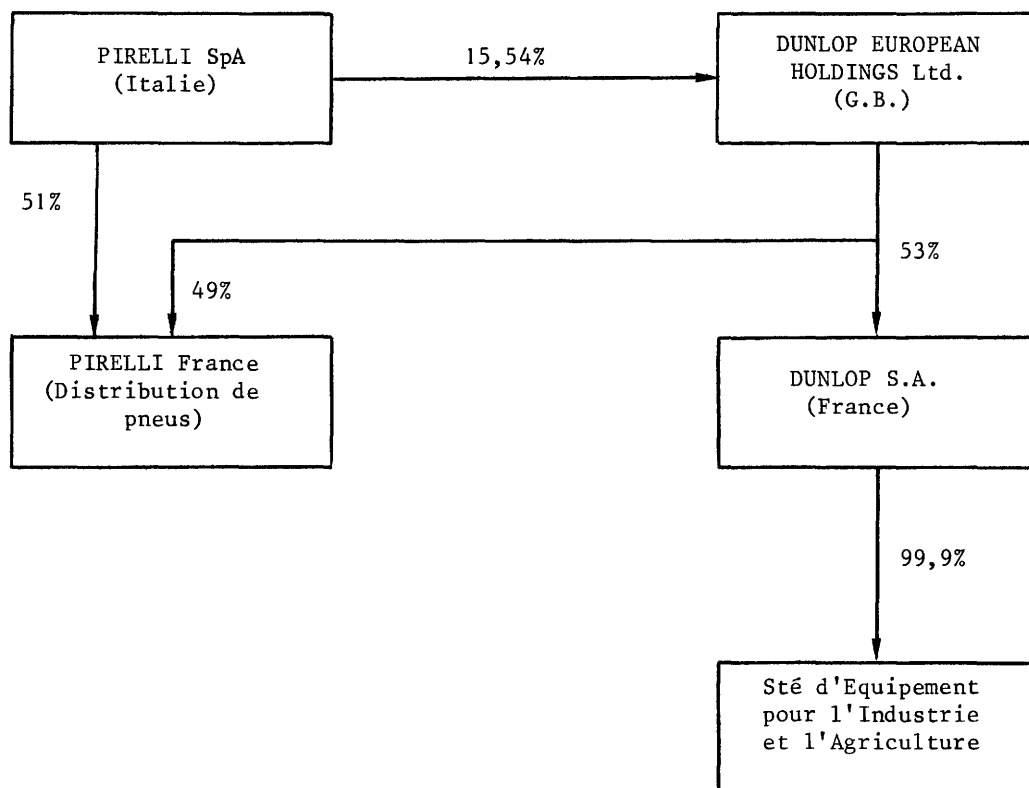 PIRELLI SpA
(Italie)
15,54%
DUNLOP EUROPEAN
HOLDINGS Ltd.
(G.B.)
51%
49%
53%
PIRELLI France
(Distribution de
pneus)
DUNLOP S.A.
(France)
99,9%
Sté d'Equipement
pour l'Industrie
et l'Agriculture